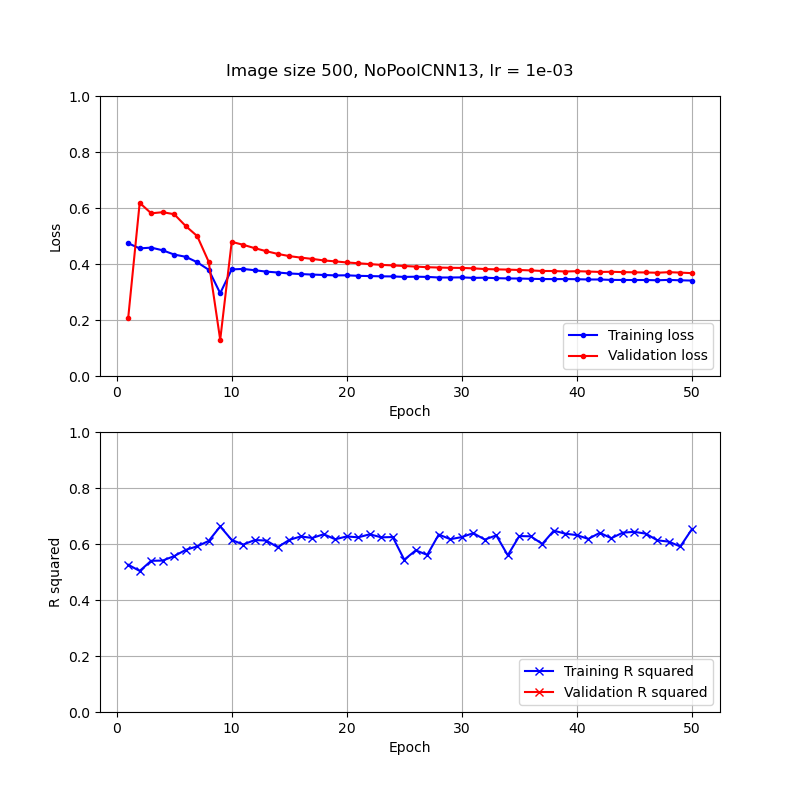 Image size 500, NoPoolCNN13, lr = 1e-03
1.0
0.8
0.6
0.4
0.2
0.0
Loss
Training loss
Validation loss
0 10 20 30 40 50
Epoch
1.0
0.8
0.6
0.4
0.2
0.0
R squared
Training R squared
Validation R squared
0 10 20 30 40 50
Epoch